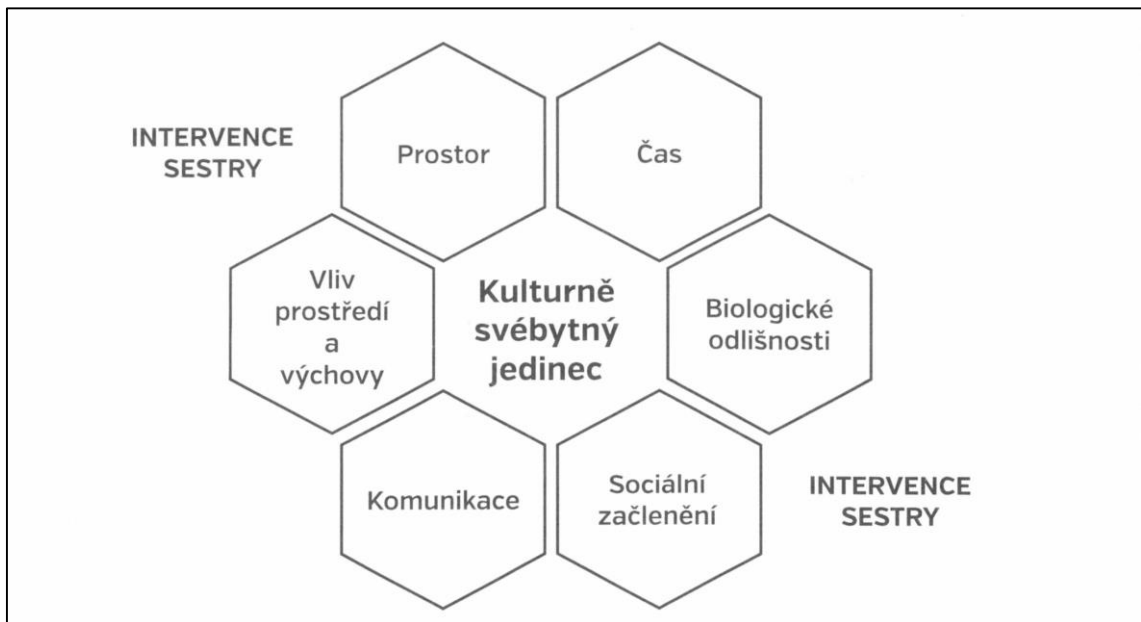 INTERVENCE
SESTRY
Prostor
Čas
Vliv
prostředí
a
výchovy
Kulturně
svébytný
jedinec
Biologické
odlišnosti
Komunikace
Sociální
začlenění
INTERVENCE
SESTRY